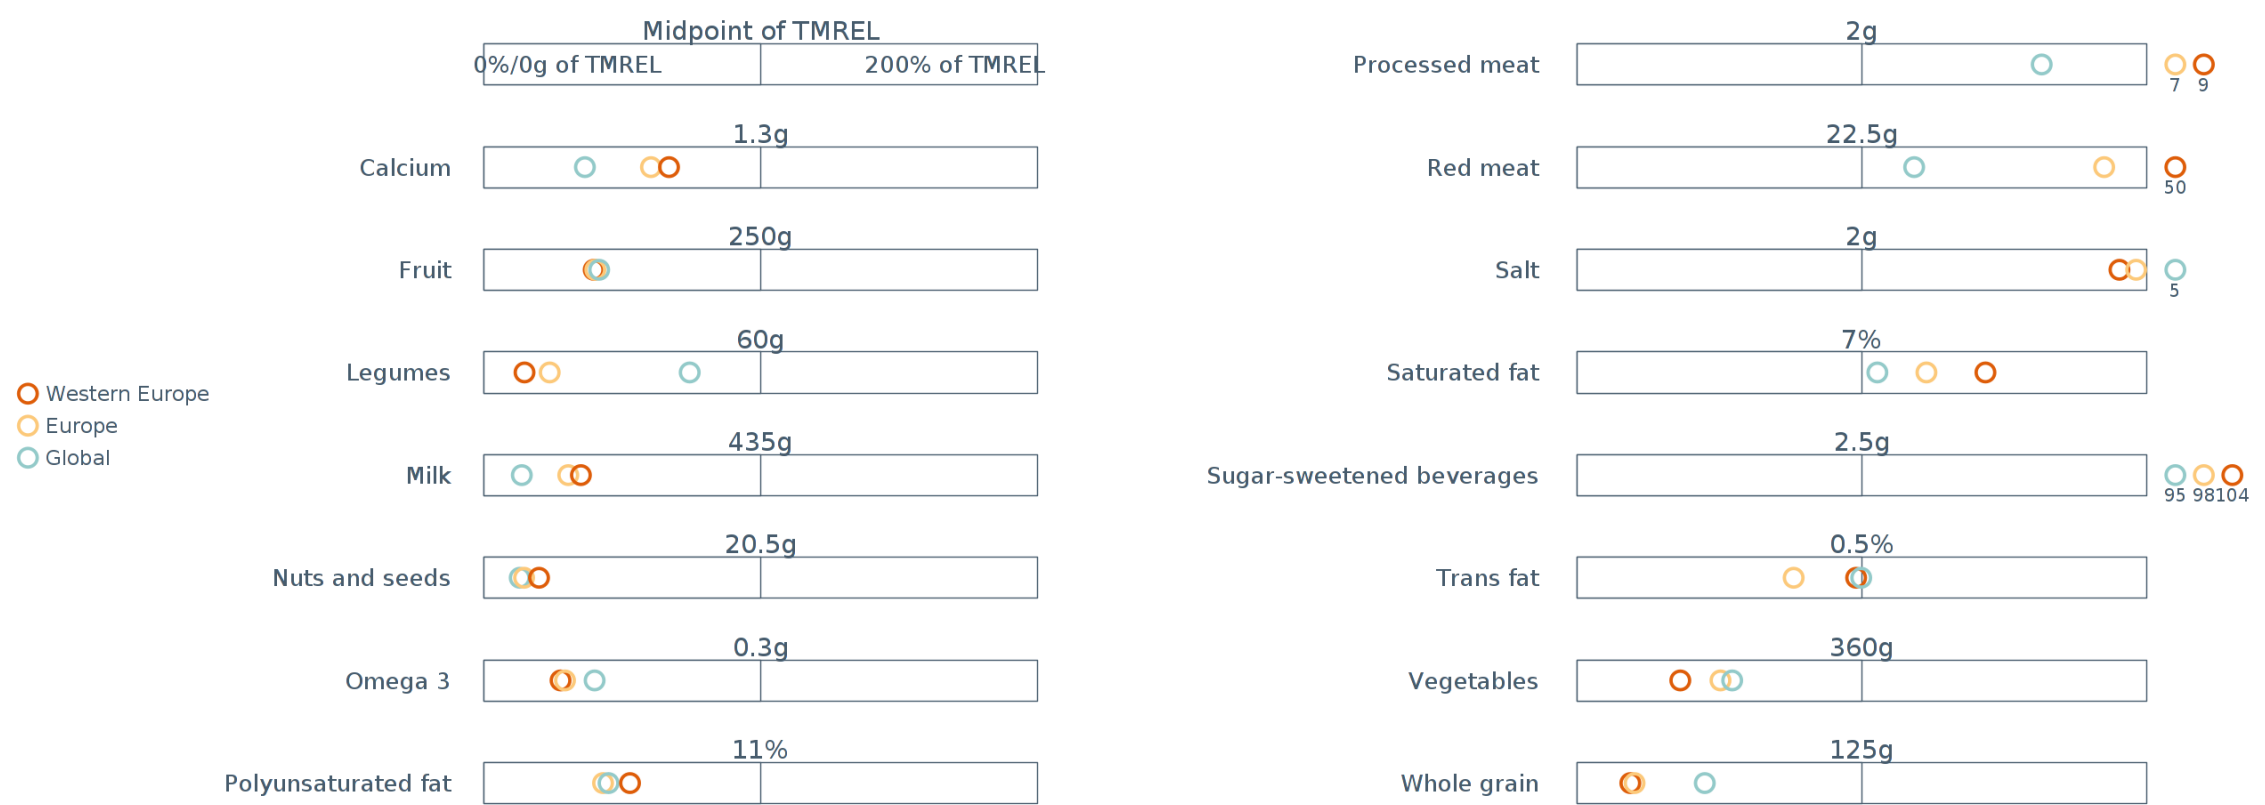 Midpoint of TMREL
0%/0g of TMREL
200% of TMREL
1.3g
Calcium
250g
Fruit
60g
Legumes
435g
Milk
20.5g
Nuts and seeds
0.3g
Omega 3
11%
Polyunsaturated fat
Western Europe
Europe
Global
2g
Processed meat
7 9
22.5g
Red meat
50
2g
Salt
5
7%
Saturated fat
2.5g
Sugar-sweetened beverages
95 98 104
0.5%
Trans fat
360g
Vegetables
125g
Whole grain